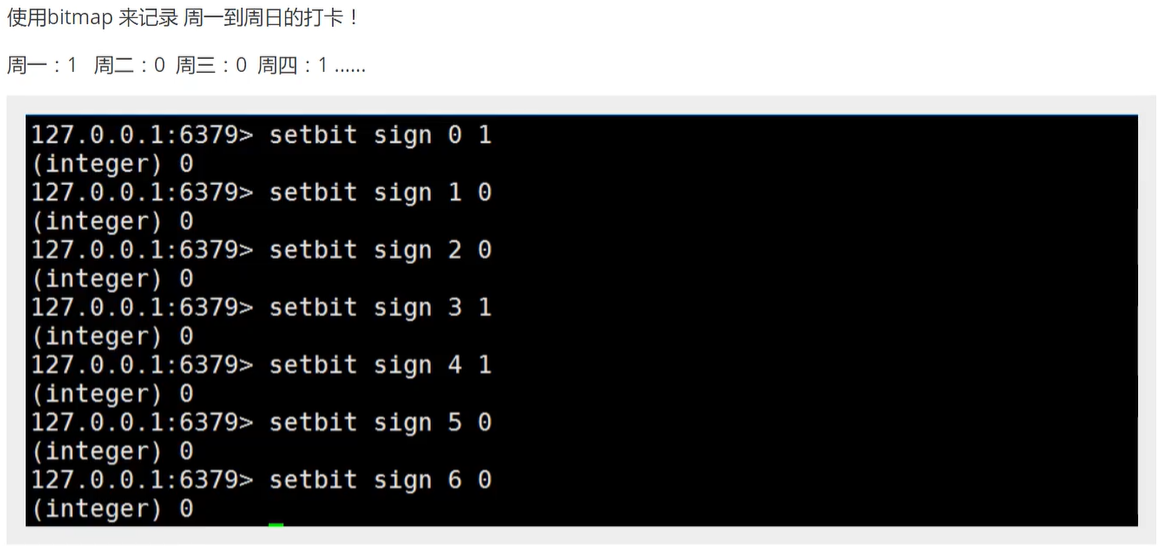 使用bitmap 来记录 周一到周日的打卡！
周一：1 周二：0 周三：0 周四：1 ......
127.0.0.1:6379> setbit sign 0 1
(integer) 0
127.0.0.1:6379> setbit sign 1 0
(integer) 0
127.0.0.1:6379> setbit sign 2 0
(integer) 0
127.0.0.1:6379> setbit sign 3 1
(integer) 0
127.0.0.1:6379> setbit sign 4 1
(integer) 0
127.0.0.1:6379> setbit sign 5 0
(integer) 0
127.0.0.1:6379> setbit sign 6 0
(integer) 0